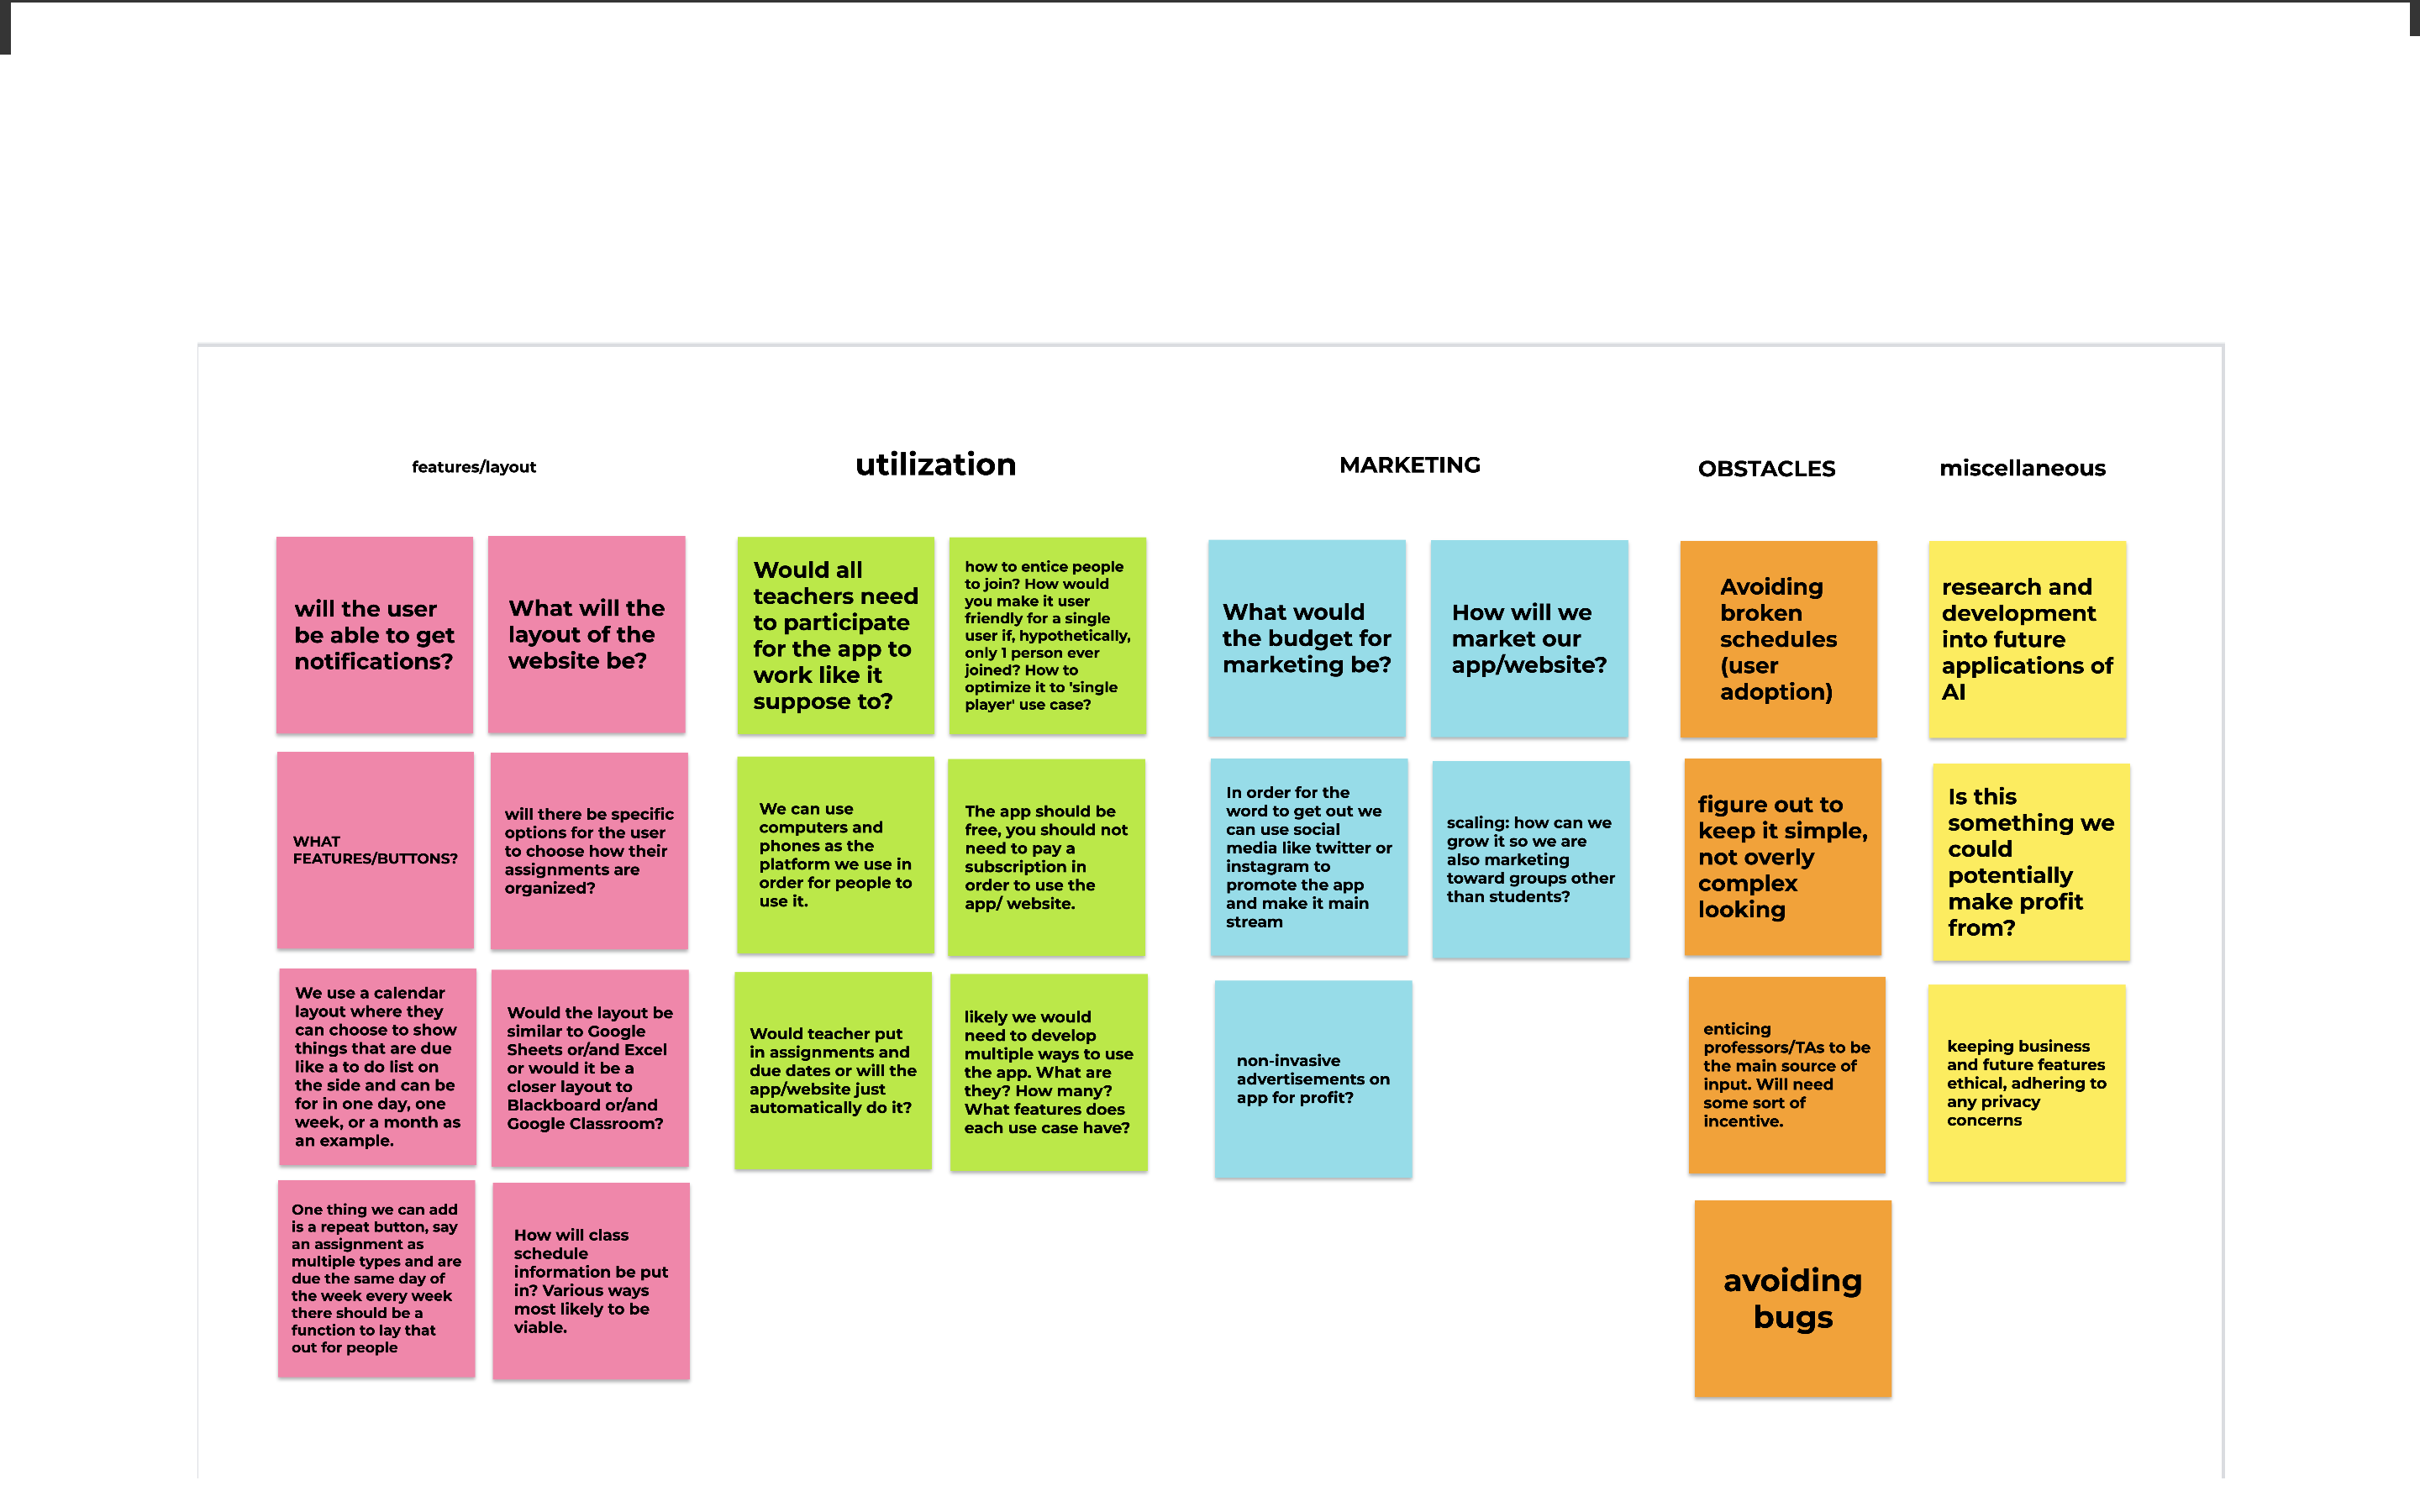 features/layout
utilization
MARKETING
OBSTACLES
miscellaneous
will the user
be able to get
notifications?
What will the
layout of the
website be?
WHAT
FEATURES/BUTTONS?
will there be specific
options for the user
to choose how their
assignments are
organized?
We use a calendar
layout where they
can choose to show
things that are due
like a to do list on
the side and can be
for in one day, one
week, or a month as
an example.
Would the layout be
similar to Google
Sheets or/and Excel
or would it be a
closer layout to
Blackboard or/and
Google Classroom?
One thing we can add
is a repeat button, say
an assignment as
multiple types and are
due the same day of
the week every week
there should be a
function to lay that
out for people
How will class
schedule
information be put
in? Various ways
most likely to be
viable.
Would all
teachers need
to participate
for the app to
work like it
suppose to?
how to entice people
to join? How would
you make it user
friendly for a single
user if, hypothetically,
only 1 person ever
joined? How to
optimize it to 'single
player' use case?
We can use
computers and
phones as the
platform we use in
order for people to
use it.
The app should be
free, you should not
need to pay a
subscription in
order to use the
app/ website.
Would teacher put
in assignments and
due dates or will the
app/website just
automatically do it?
likely we would
need to develop
multiple ways to use
the app. What are
they? How many?
What features does
each use case have?
What would
the budget for
marketing be?
How will we
market our
app/website?
In order for the
word to get out we
can use social
media like twitter or
instagram to
promote the app
and make it main
stream
scaling: how can we
grow it so we are
also marketing
toward groups other
than students?
non-invasive
advertisements on
app for profit?
Avoiding
broken
schedules
(user
adoption)
figure out to
keep it simple,
not overly
complex
looking
enticing
professors/TAs to be
the main source of
input. Will need
some sort of
incentive.
avoiding
bugs
research and
development
into future
applications of
AI
Is this
something we
could
potentially
make profit
from?
keeping business
and future features
ethical, adhering to
any privacy
concerns